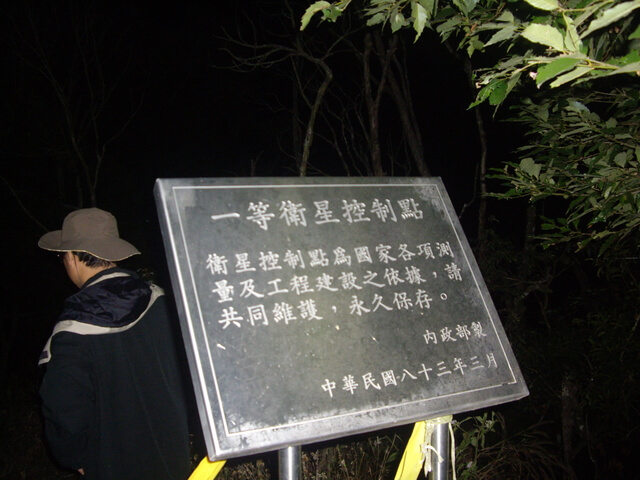 一等衛星控制點
衛星控制點為國家各項測
量及工程建設之依據，請
共同維護，永久保存。
內政部製
中華民國八十三年三月